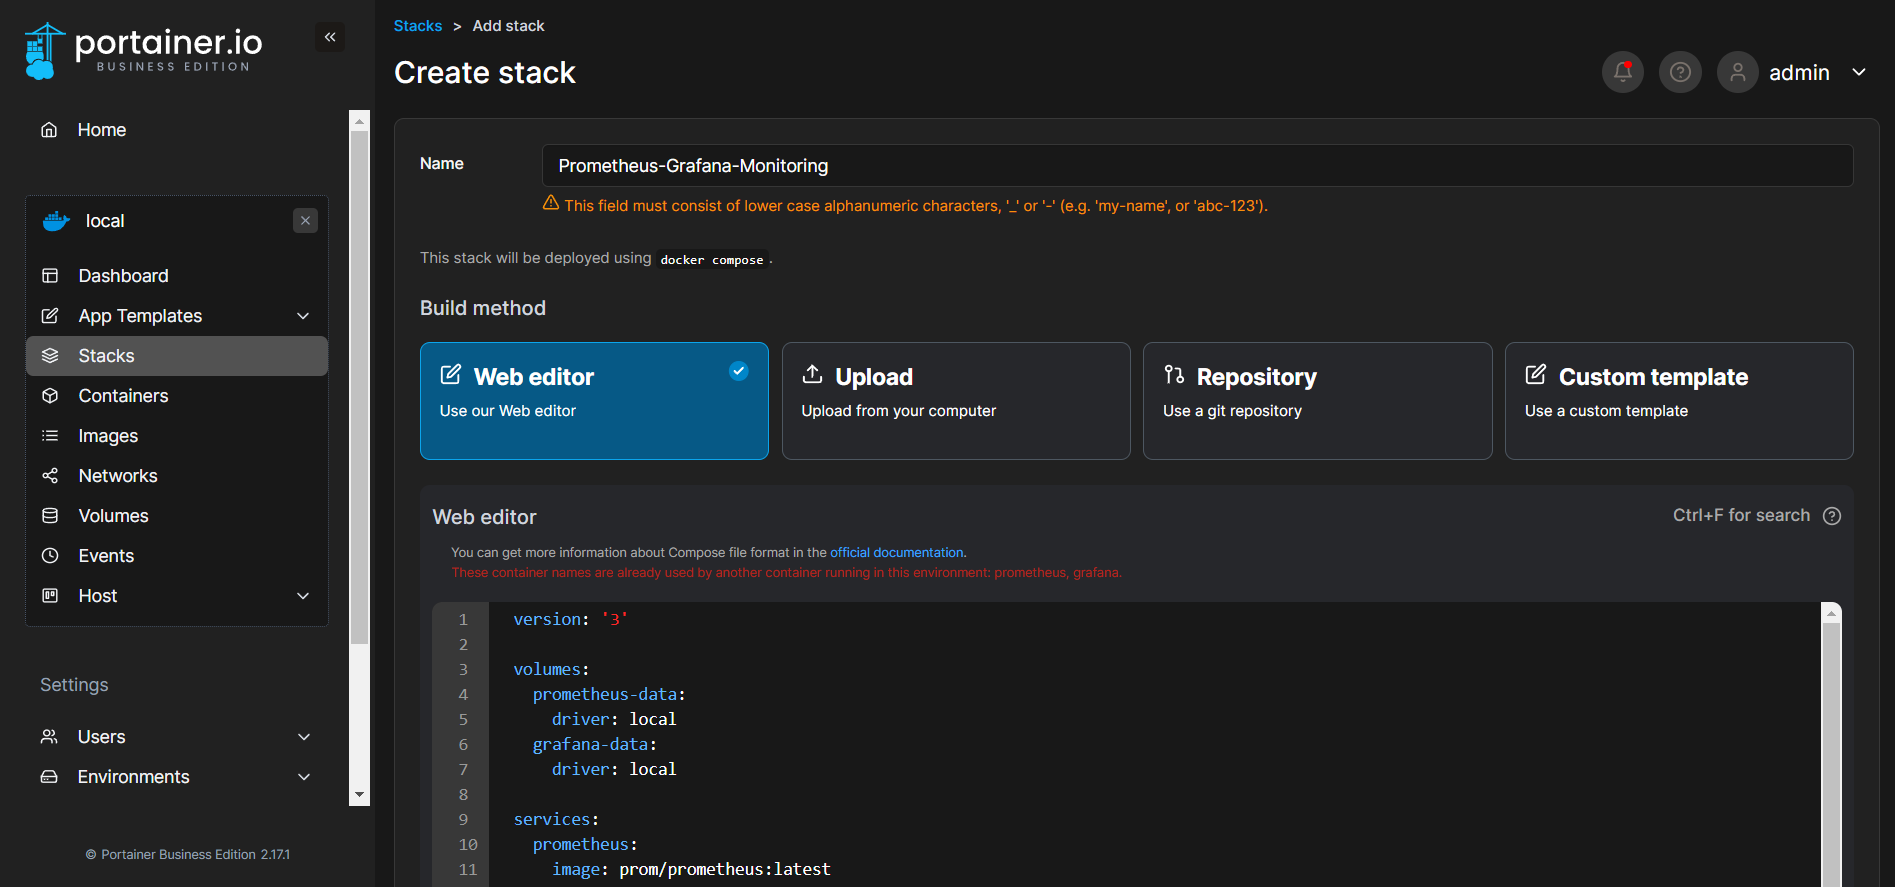 portainer.io
BUSINESS EDITION
Home
local
Dashboard
App Templates
Stacks
Containers
Images
Networks
Volumes
Events
Host
Settings
Users
Environments
© Portainer Business Edition 2.17.1
Stacks > Add stack
Create stack
admin
Name
Prometheus-Grafana-Monitoring
This field must consist of lower case alphanumeric characters, '_' or '-' (e.g. 'my-name', or 'abc-123').
This stack will be deployed using docker compose.
Build method
Web editor
Use our Web editor
Upload
Upload from your computer
Repository
Use a git repository
Custom template
Use a custom template
Web editor
Ctrl+F for search
You can get more information about Compose file format in the official documentation.
These container names are already used by another container running in this environment: prometheus, grafana.
1 version: '3'
2
3 volumes:
4 prometheus-data:
5 driver: local
6 grafana-data:
7 driver: local
8
9 services:
10 prometheus:
11 image: prom/prometheus:latest